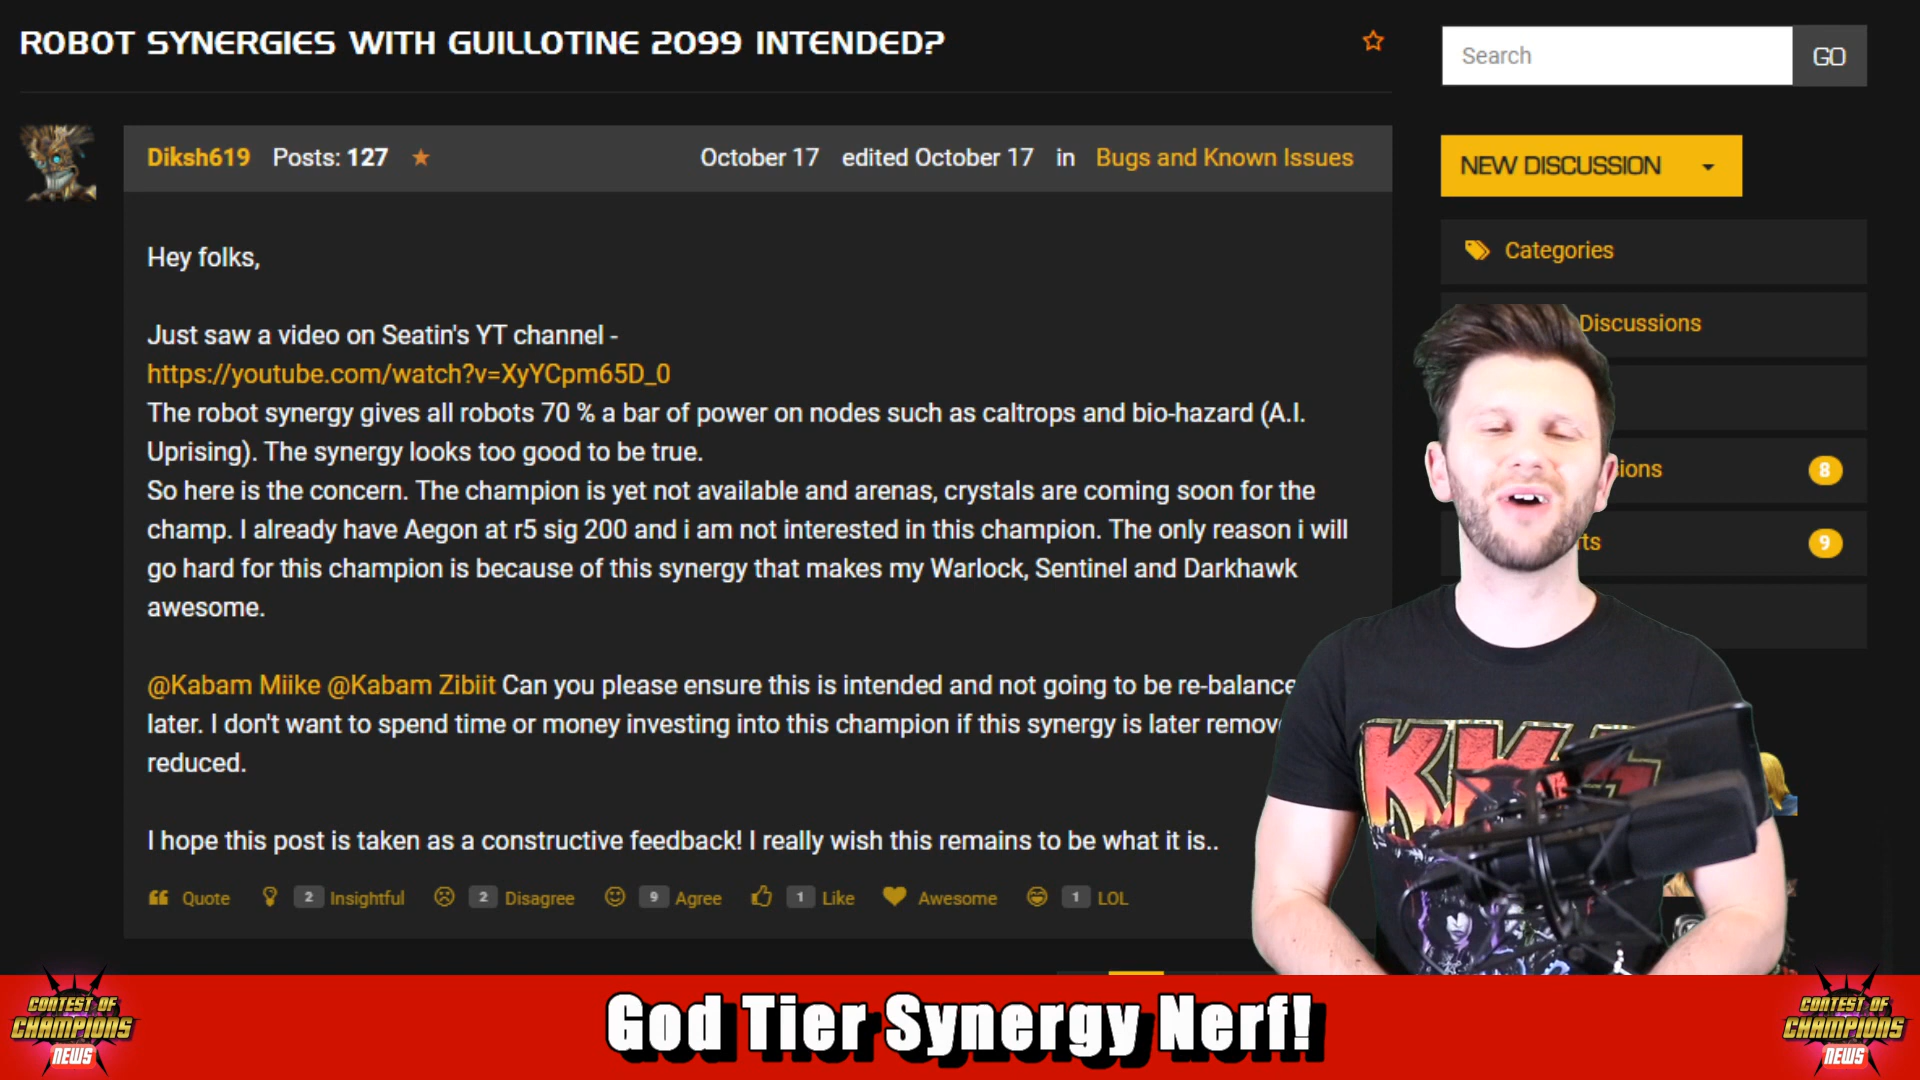 ROBOT SYNERGIES WITH GUILLOTINE 2099 INTENDED?
Search
GO
Diksh619 Posts: 127 October 17 edited October 17 in Bugs and Known Issues
NEW DISCUSSION
Categories
Discussions
8
9
Hey folks,
Just saw a video on Seatin's YT channel -
https://youtube.com/watch?v=XyYCpm65D_0
The robot synergy gives all robots 70 % a bar of power on nodes such as caltrops and bio-hazard (A.I.
Uprising). The synergy looks too good to be true.
So here is the concern. The champion is yet not available and arenas, crystals are coming soon for the
champ. I already have Aegon at r5 sig 200 and i am not interested in this champion. The only reason i will
go hard for this champion is because of this synergy that makes my Warlock, Sentinel and Darkhawk
awesome.
@Kabam Miike @Kabam Zibiit Can you please ensure this is intended and not going to be re-balance
later. I don't want to spend time or money investing into this champion if this synergy is later remov
reduced.
I hope this post is taken as a constructive feedback! I really wish this remains to be what it is..
Quote 2 Insightful 2 Disagree 9 Agree 1 Like Awesome 1 LOL
CONTEST OF
CHAMPIONS
NEWS
God Tier Synergy Nerf!
CONTEST OF
CHAMPIONS
NEWS